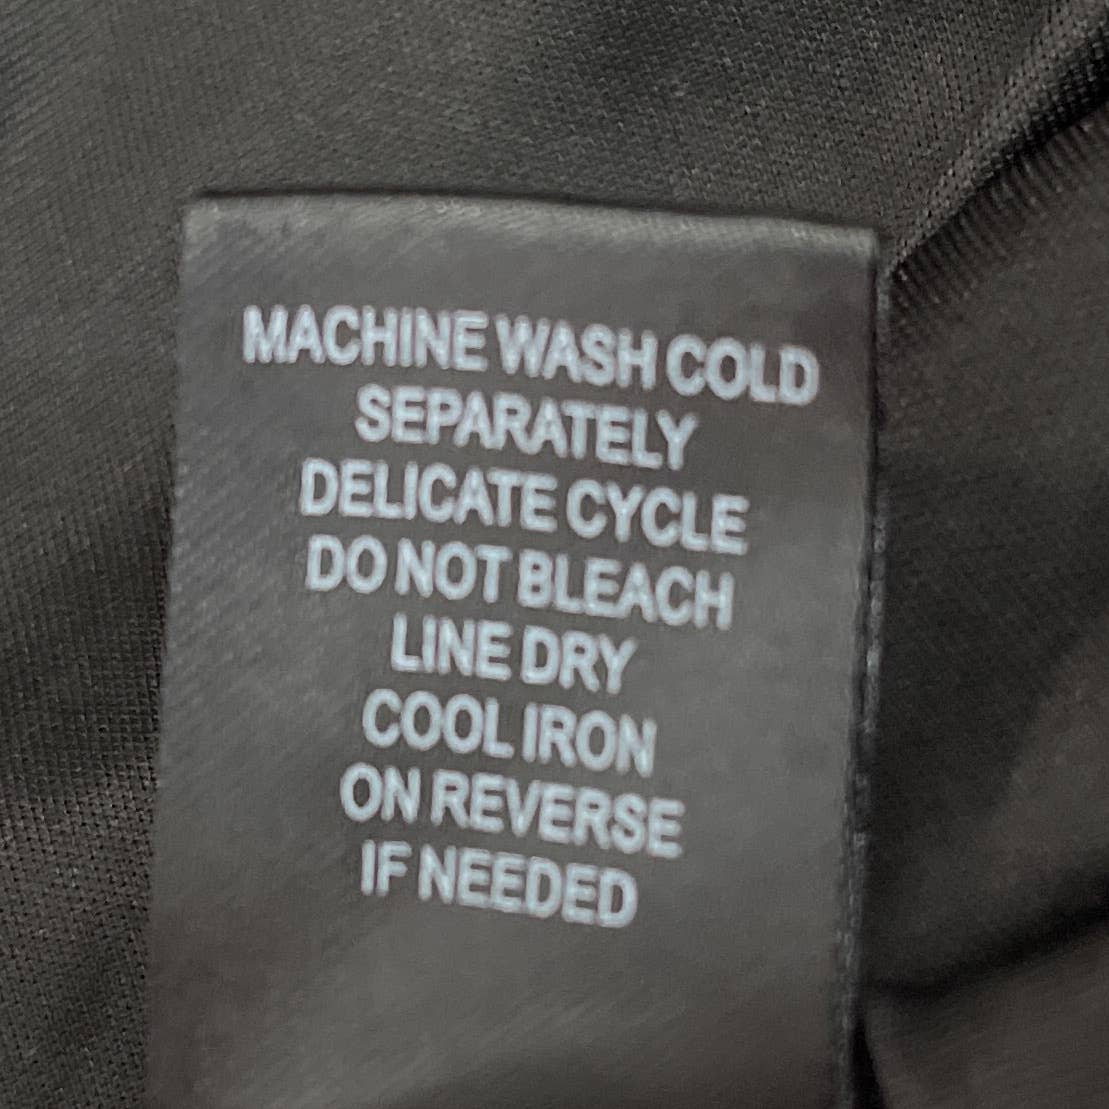 MACHINE WASH COLD
SEPARATELY
DELICATE CYCLE
DO NOT BLEACH
LINE DRY
COOL IRON
ON REVERSE
IF NEEDED